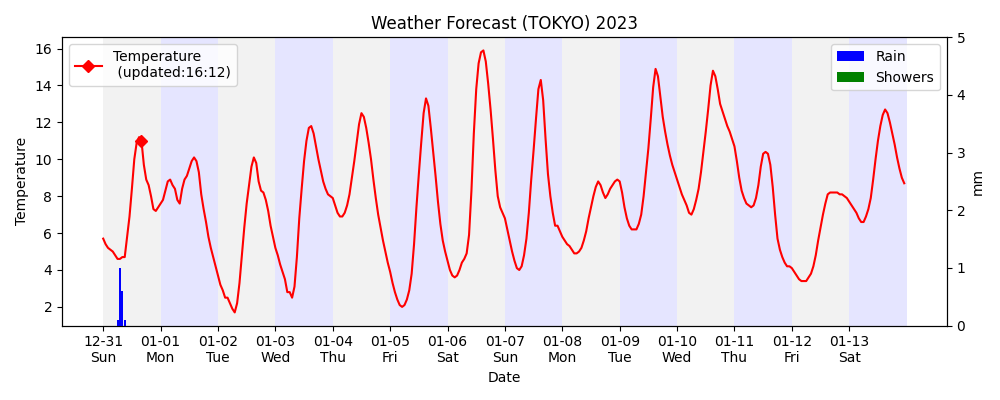 Weather Forecast (TOKYO) 2023
Temperature
(updated:16:12)
Rain
Showers
16
14
12
10
8
6
4
2
Temperature
5
4
3
2
1
0
mm
12-31 01-01 01-02 01-03 01-04 01-05 01-06 01-07 01-08 01-09 01-10 01-11 01-12 01-13
Sun Mon Tue Wed Thu Fri Sat Sun Mon Tue Wed Thu Fri Sat
Date